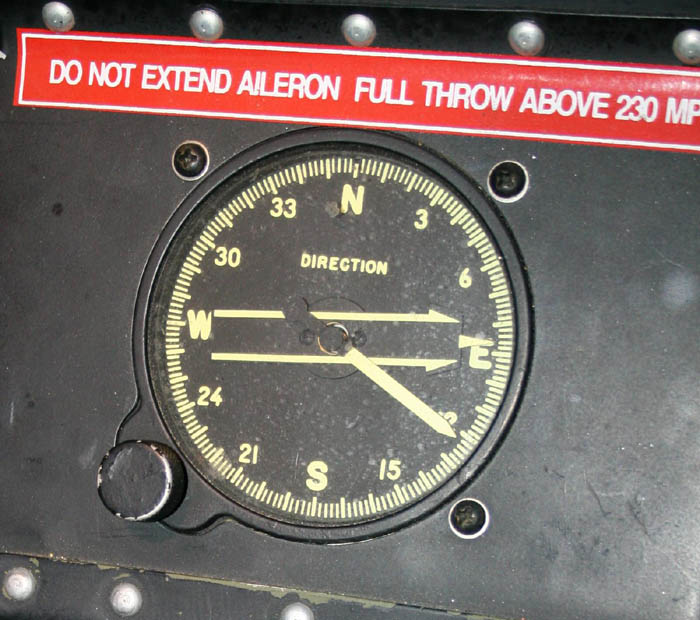 DO NOT EXTEND AILERON FULL THROW ABOVE 230 MP
N
33
3
30
DIRECTION
6
W
E
24
21
S
15